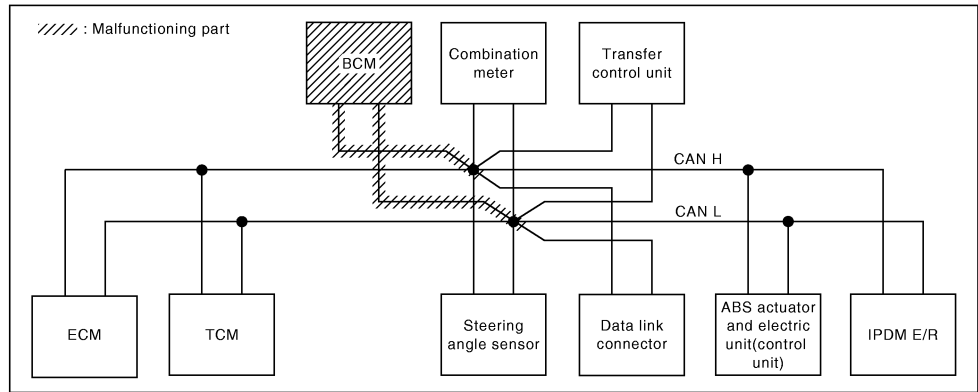 : Malfunctioning part
BCM
Combination
meter
Transfer
control unit
CAN H
CAN L
ECM
TCM
Steering
angle sensor
Data link
connector
ABS actuator
and electric
unit(control
unit)
IPDM E/R